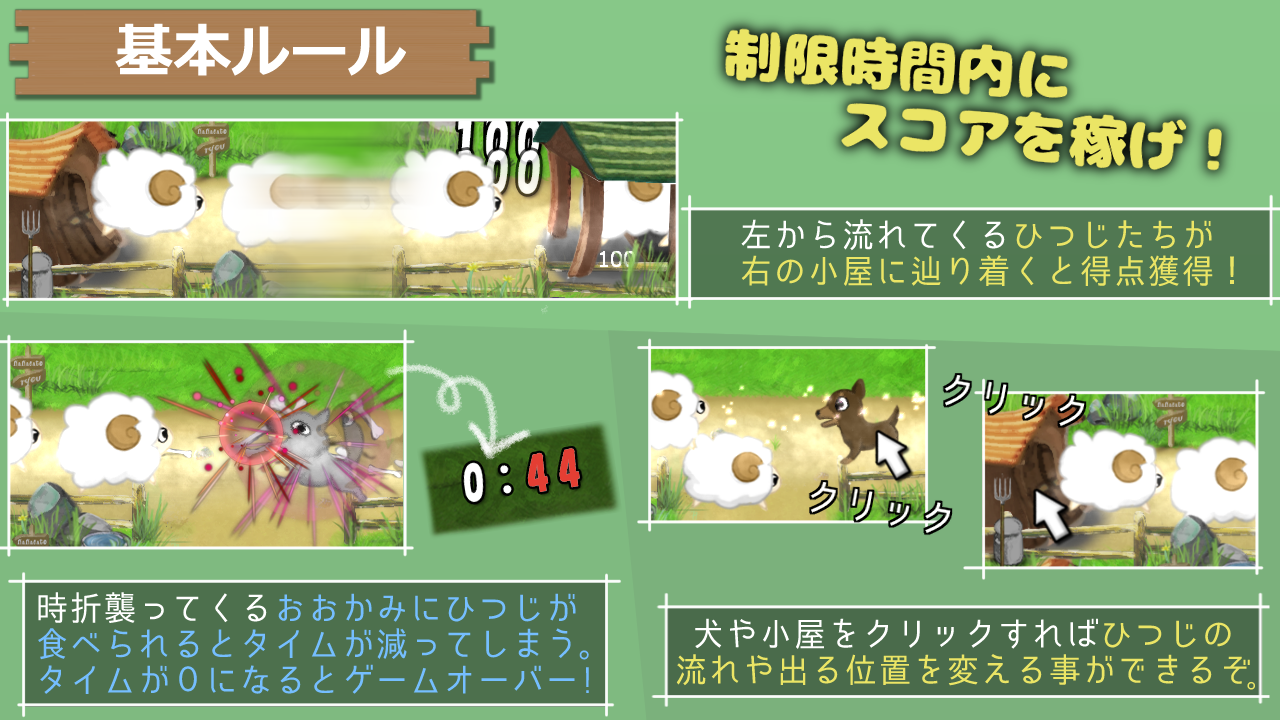 基本ルール
制限時間内に
スコアを稼げ！
100
100
左から流れてくるひつじたちが
右の小屋に辿り着くと得点獲得！
0:44
クリック
クリック
時折襲ってくるおおかみにひつじが
食べられるとタイムが減ってしまう。
タイムが０になるとゲームオーバー!
犬や小屋をクリックすればひつじの
流れや出る位置を変える事ができるぞ。